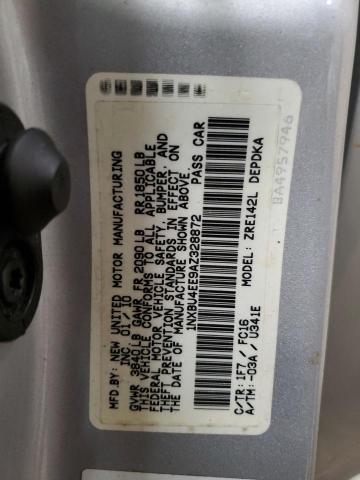 MFD.BY: NEW UNITED MOTOR MANUFACTURING
INC. 01/10
GVWR 3840LB GAWR FR 2090LB RR 1850LB
THIS VEHICLE CONFORMS TO ALL APPLICABLE
FEDERAL MOTOR VEHICLE SAFETY, BUMPER, AND
THEFT PREVENTION STANDARDS IN EFFECT ON
THE DATE OF MANUFACTURE SHOWN ABOVE.
1NXBU4EE9AZ328872 PASS CAR
C/TR: 1F7 / FC16 MODEL: ZRE142L DEPDKA
A/TM: -03A / U341E
BA4957946